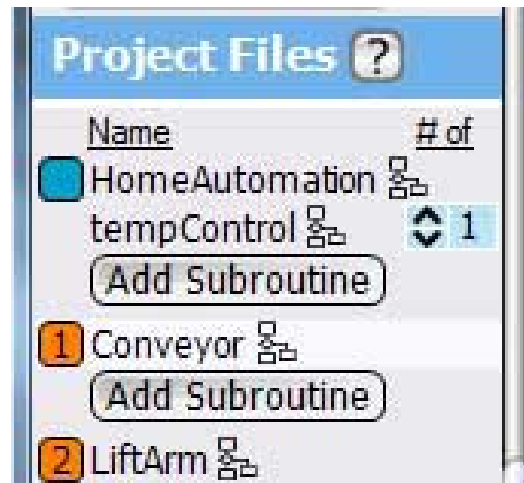 Project Files ?
Name # of
HomeAutomation
tempControl 1
Add Subroutine
1 Conveyor
Add Subroutine
2 LiftArm